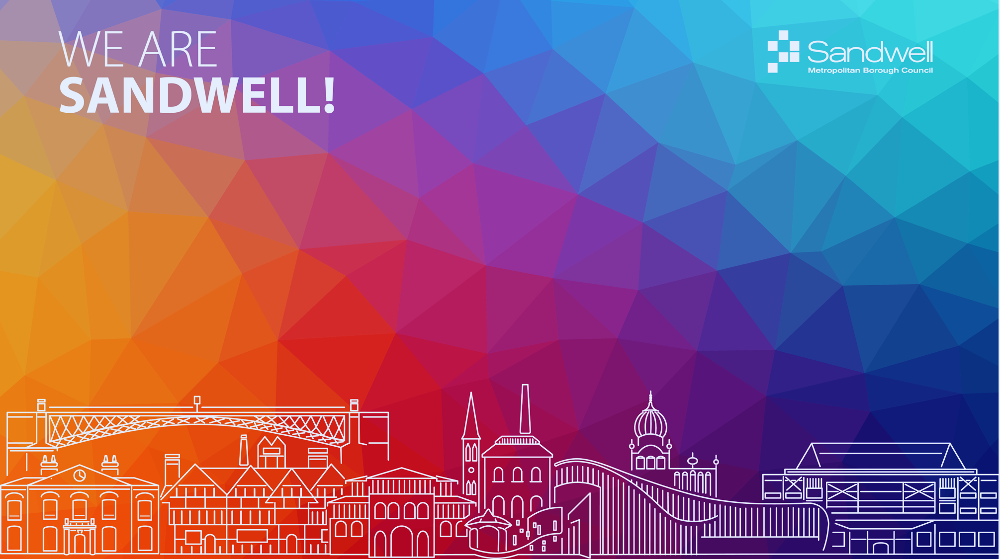 WE ARE
SANDWELL!
Sandwell
Metropolitan Borough Council